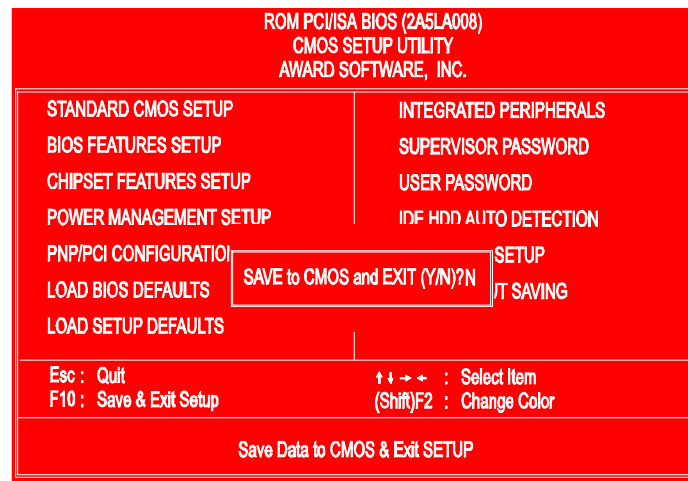 ROM PCI/ISA BIOS (2A5LA008)
CMOS SETUP UTILITY
AWARD SOFTWARE, INC.
STANDARD CMOS SETUP
BIOS FEATURES SETUP
CHIPSET FEATURES SETUP
POWER MANAGEMENT SETUP
PNP/PCI CONFIGURATIO
LOAD BIOS DEFAULTS
LOAD SETUP DEFAULTS
INTEGRATED PERIPHERALS
SUPERVISOR PASSWORD
USER PASSWORD
IDE HDD AUTO DETECTION
SETUP
UT SAVING
SAVE to CMOS and EXIT (Y/N)?N
Esc : Quit
F10 : Save & Exit Setup
↑ ↓ → ← : Select Item
(Shift)F2 : Change Color
Save Data to CMOS & Exit SETUP